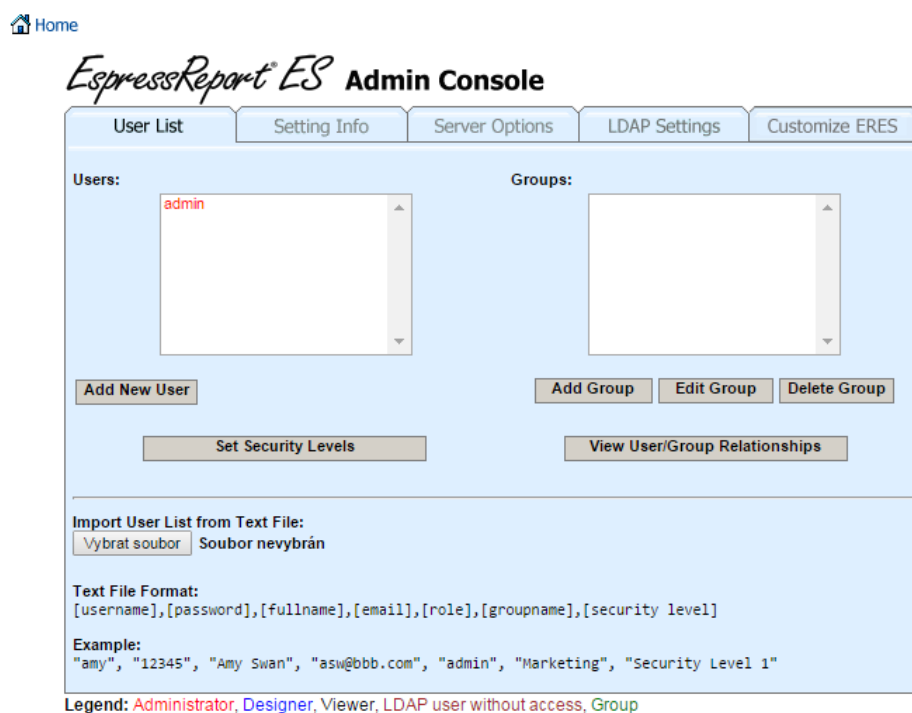 Home
EspressReport® ES Admin Console
User List Setting Info Server Options LDAP Settings Customize ERES
Users: Groups:
admin
Add New User Add Group Edit Group Delete Group
Set Security Levels View User/Group Relationships
Import User List from Text File:
Vybrat soubor Soubor nevybrán
Text File Format:
[username],[password],[fullname],[email],[role],[groupname],[security level]
Example:
"amy", "12345", "Amy Swan", "asw@bbb.com", "admin", "Marketing", "Security Level 1"
Legend: Administrator, Designer, Viewer, LDAP user without access, Group